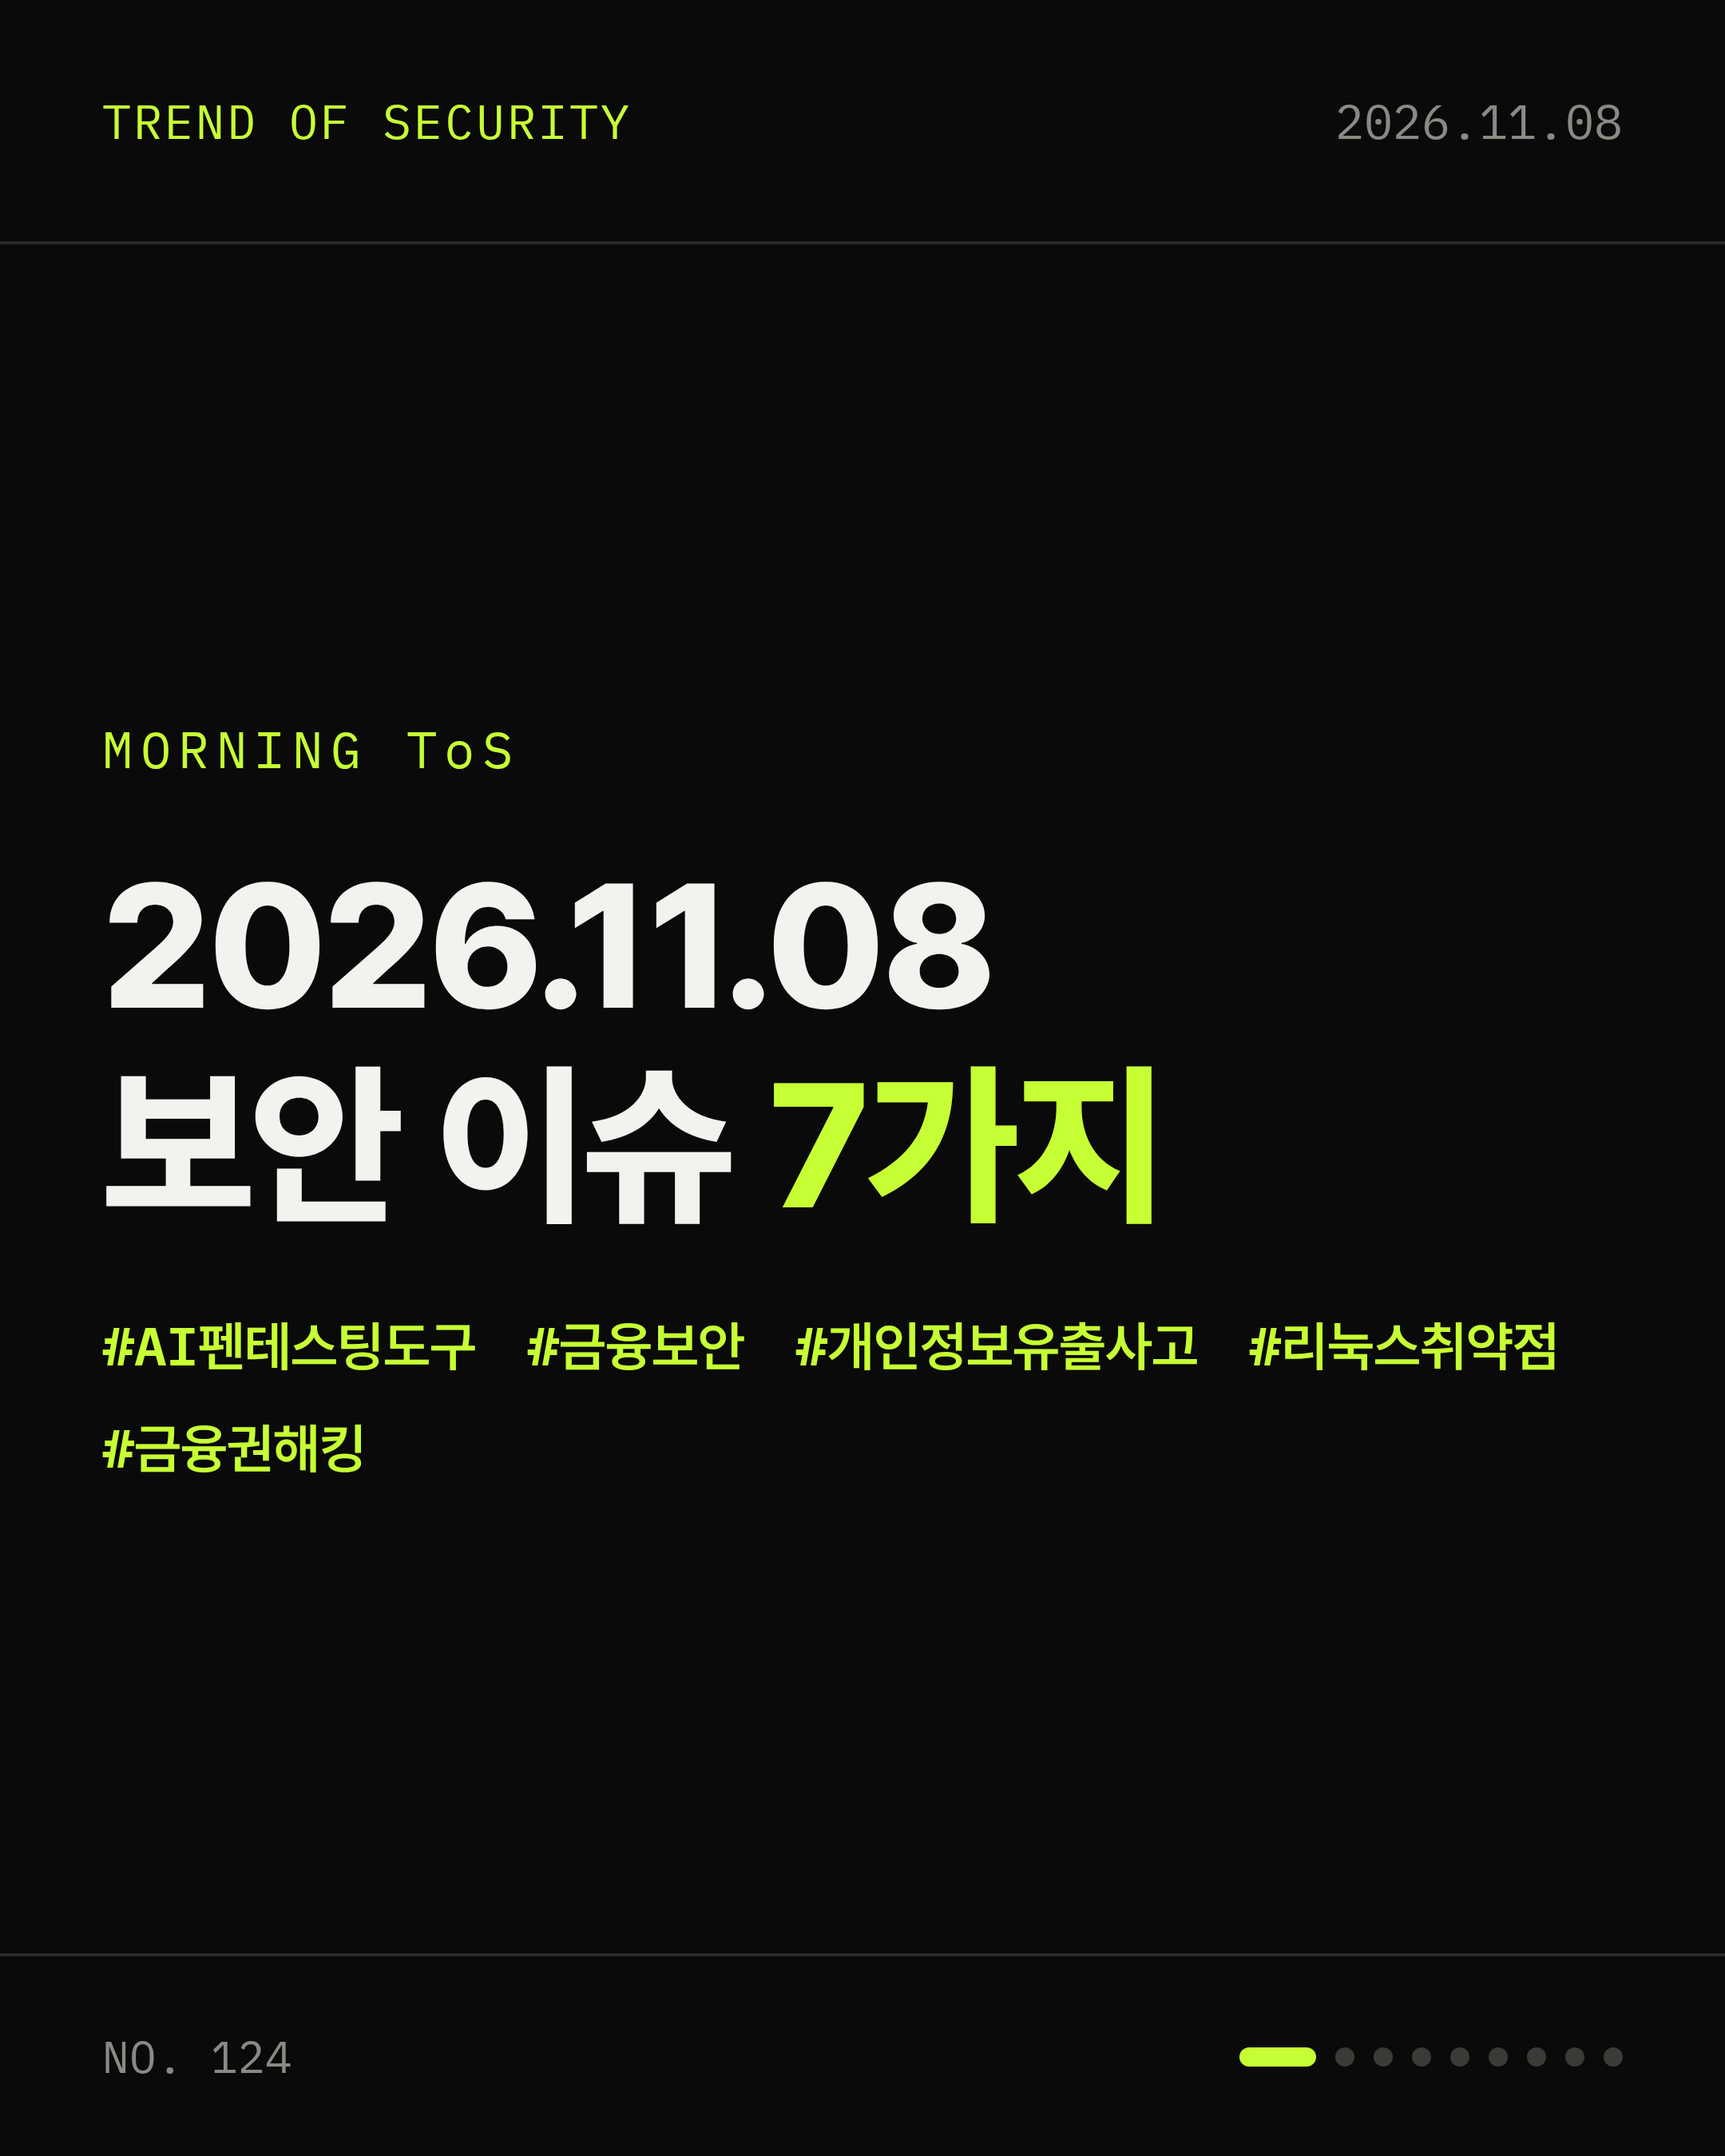 TREND OF SECURITY 2026.11.08
MORNING ToS
2026.11.08
보안 이슈 7가지
#AI펜테스팅도구 #금융보안 #개인정보유출사고 #리눅스취약점
#금융권해킹
NO. 124